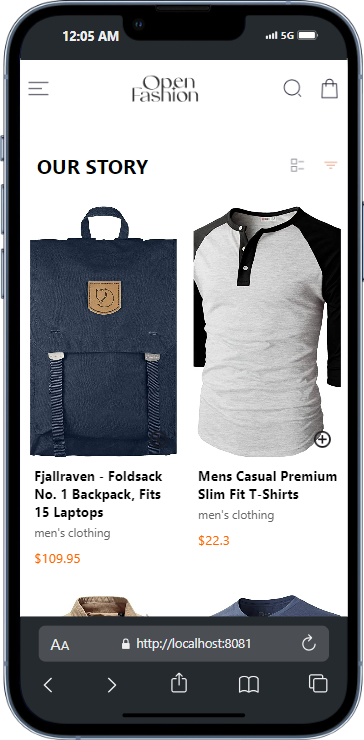 12:05 AM
5G
Open
Fashion
OUR STORY
Fjallraven - Foldsack
No. 1 Backpack, Fits
15 Laptops
men's clothing
$109.95
Mens Casual Premium
Slim Fit T-Shirts
men's clothing
$22.3
AA
http://localhost:8081